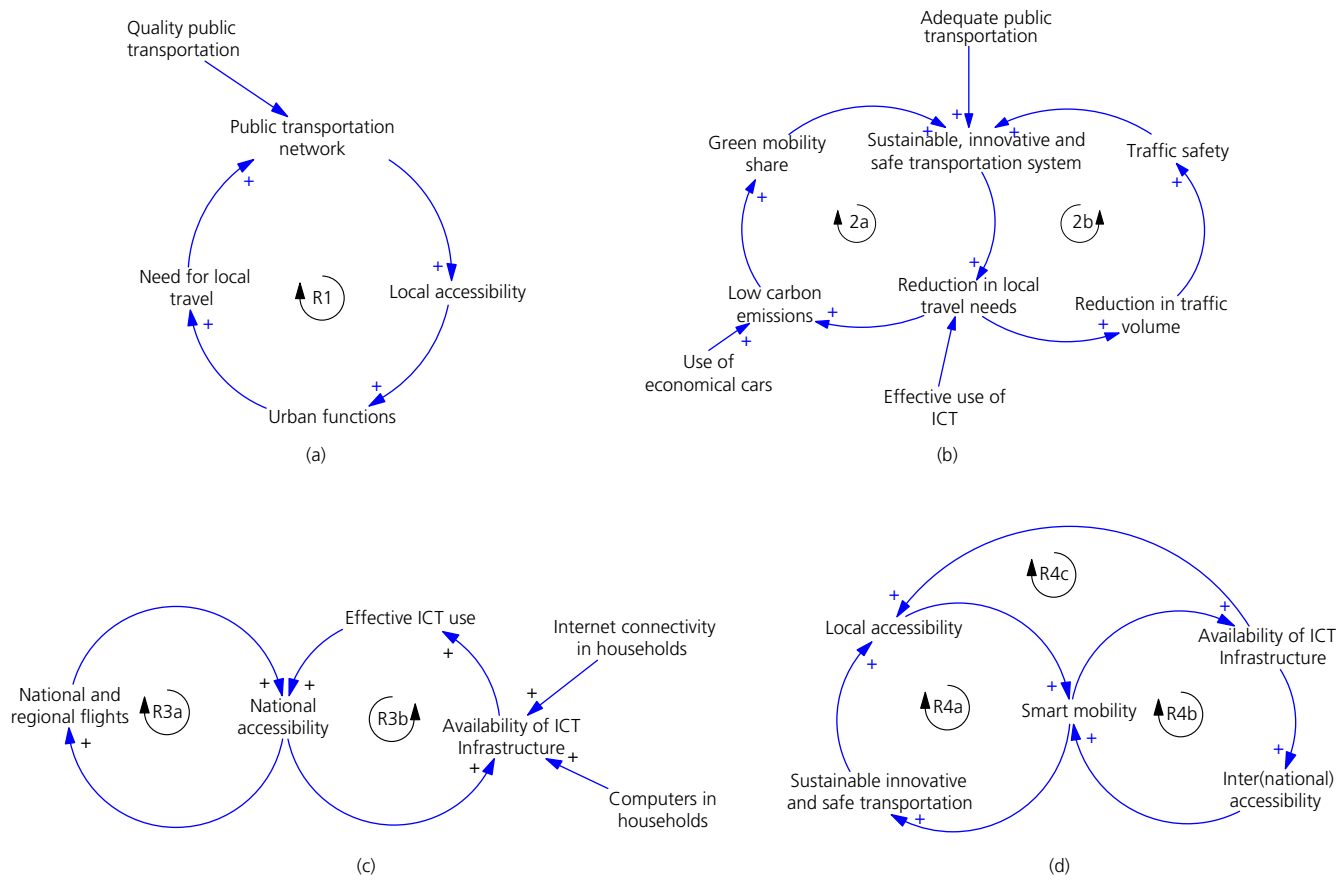 Quality public
transportation
Public transportation
network
+
Need for local
travel
+
R1
+
Local accessibility
+
Urban functions
(a)
Adequate public
transportation
+
+
+
Green mobility
share
Sustainable, innovative and
safe transportation system
Traffic safety
+
+
2a
2b
+
Low carbon
emissions
+
Reduction in local
travel needs
+
Reduction in traffic
volume
+
Use of
economical cars
Effective use of
ICT
(b)
Effective ICT use
+
Internet connectivity
in households
+
National and
regional flights
+
R3a
+
+
National
accessibility
R3b
Availability of ICT
Infrastructure
+
+
Computers in
households
(c)
R4c
+
Local accessibility
+
+
Availability of ICT
Infrastructure
R4a
+
Smart mobility
+
R4b
+
Sustainable innovative
and safe transportation
+
Inter(national)
accessibility
(d)